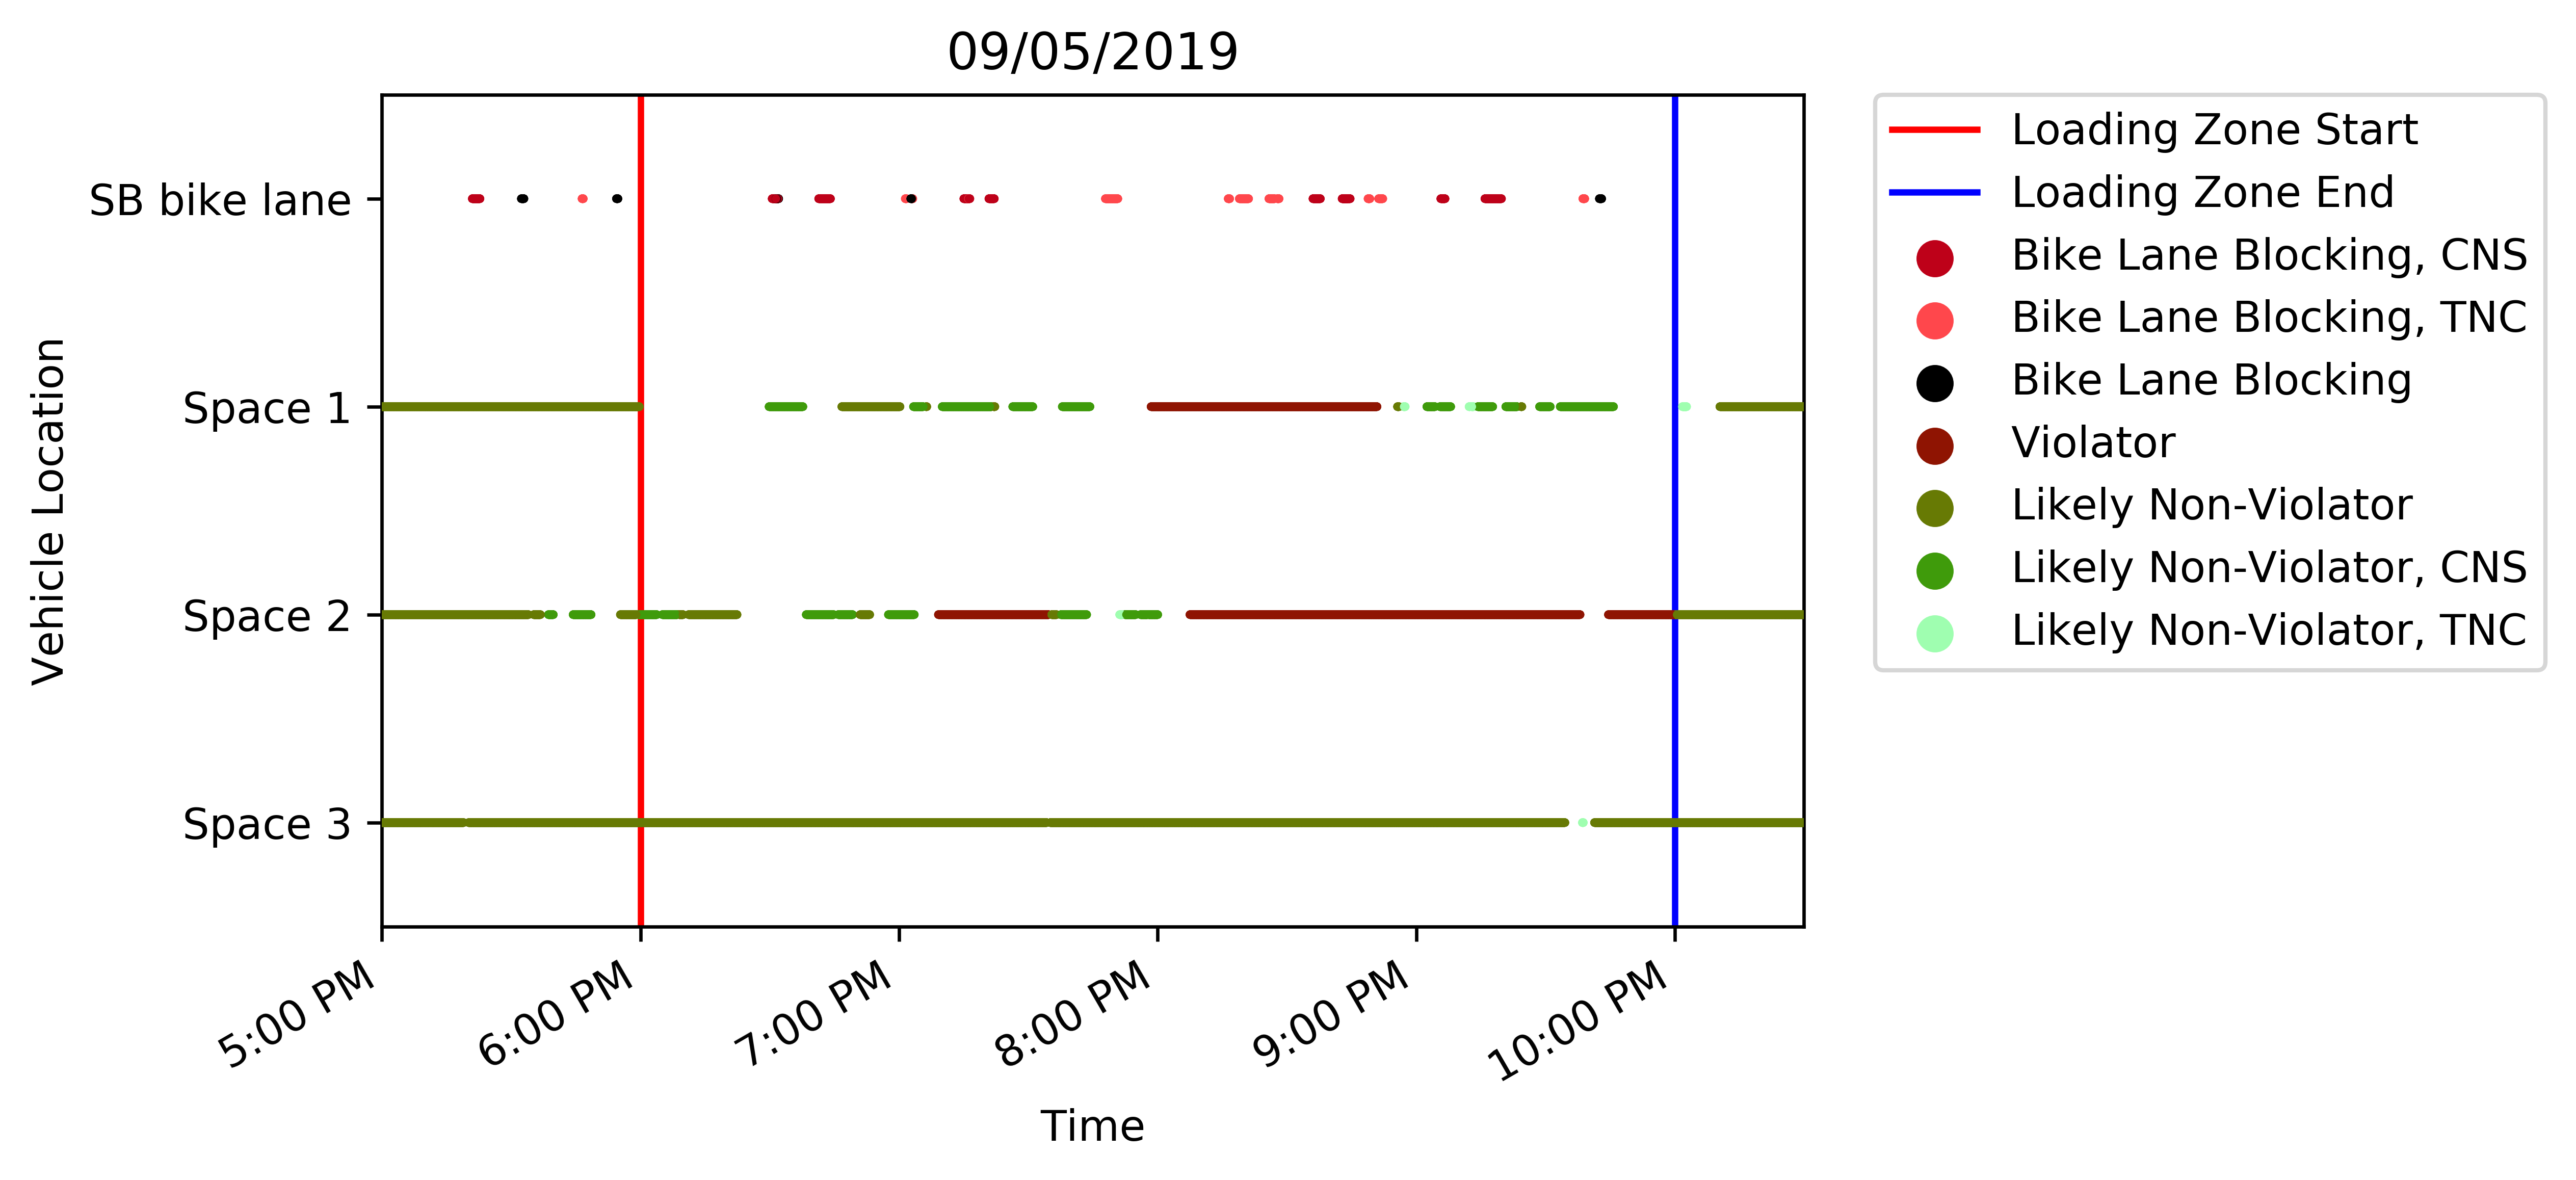 09/05/2019
SB bike lane
Space 1
Space 2
Space 3
Vehicle Location
5:00 PM
6:00 PM
7:00 PM
8:00 PM
9:00 PM
10:00 PM
Time
Loading Zone Start
Loading Zone End
Bike Lane Blocking, CNS
Bike Lane Blocking, TNC
Bike Lane Blocking
Violator
Likely Non-Violator
Likely Non-Violator, CNS
Likely Non-Violator, TNC